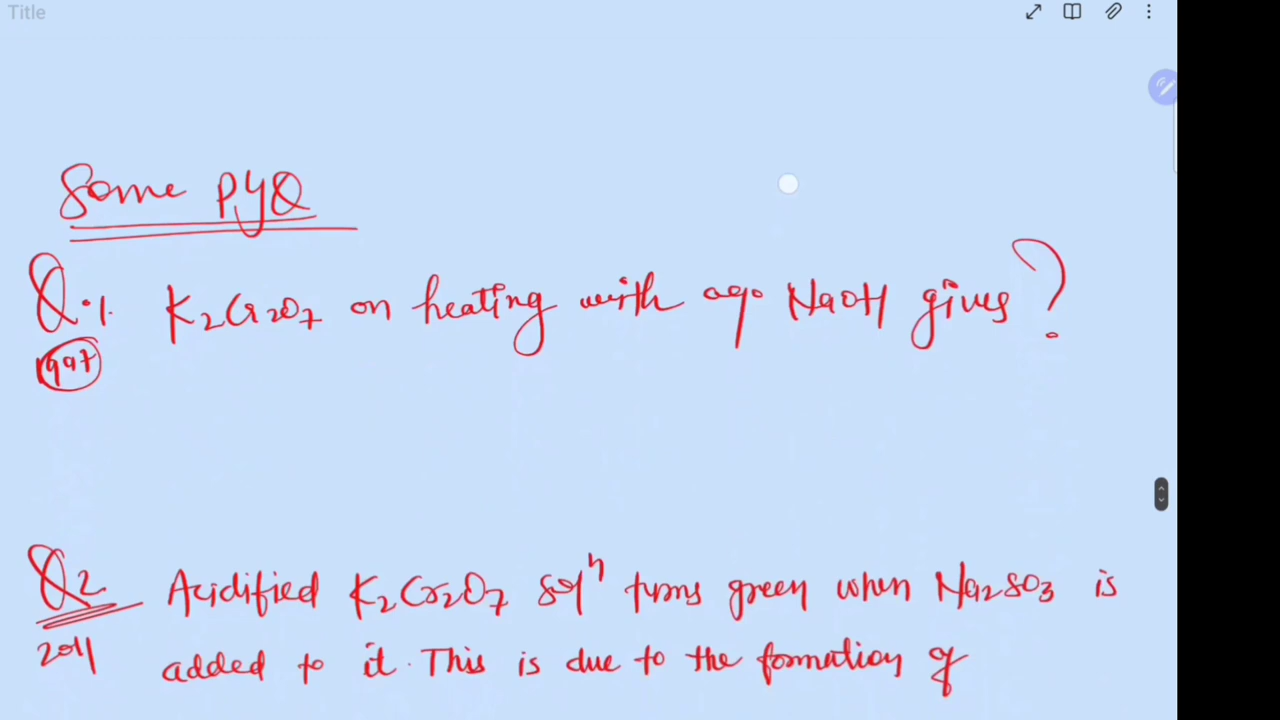 Title
Some PYQ
Q.1. K2Cr2O7 on heating with aqo NaOH gives ?
1997
Q2 Acidified K2Cr2O7 solⁿ turns green when Na2SO3 is
2011 added to it. This is due to the formation of